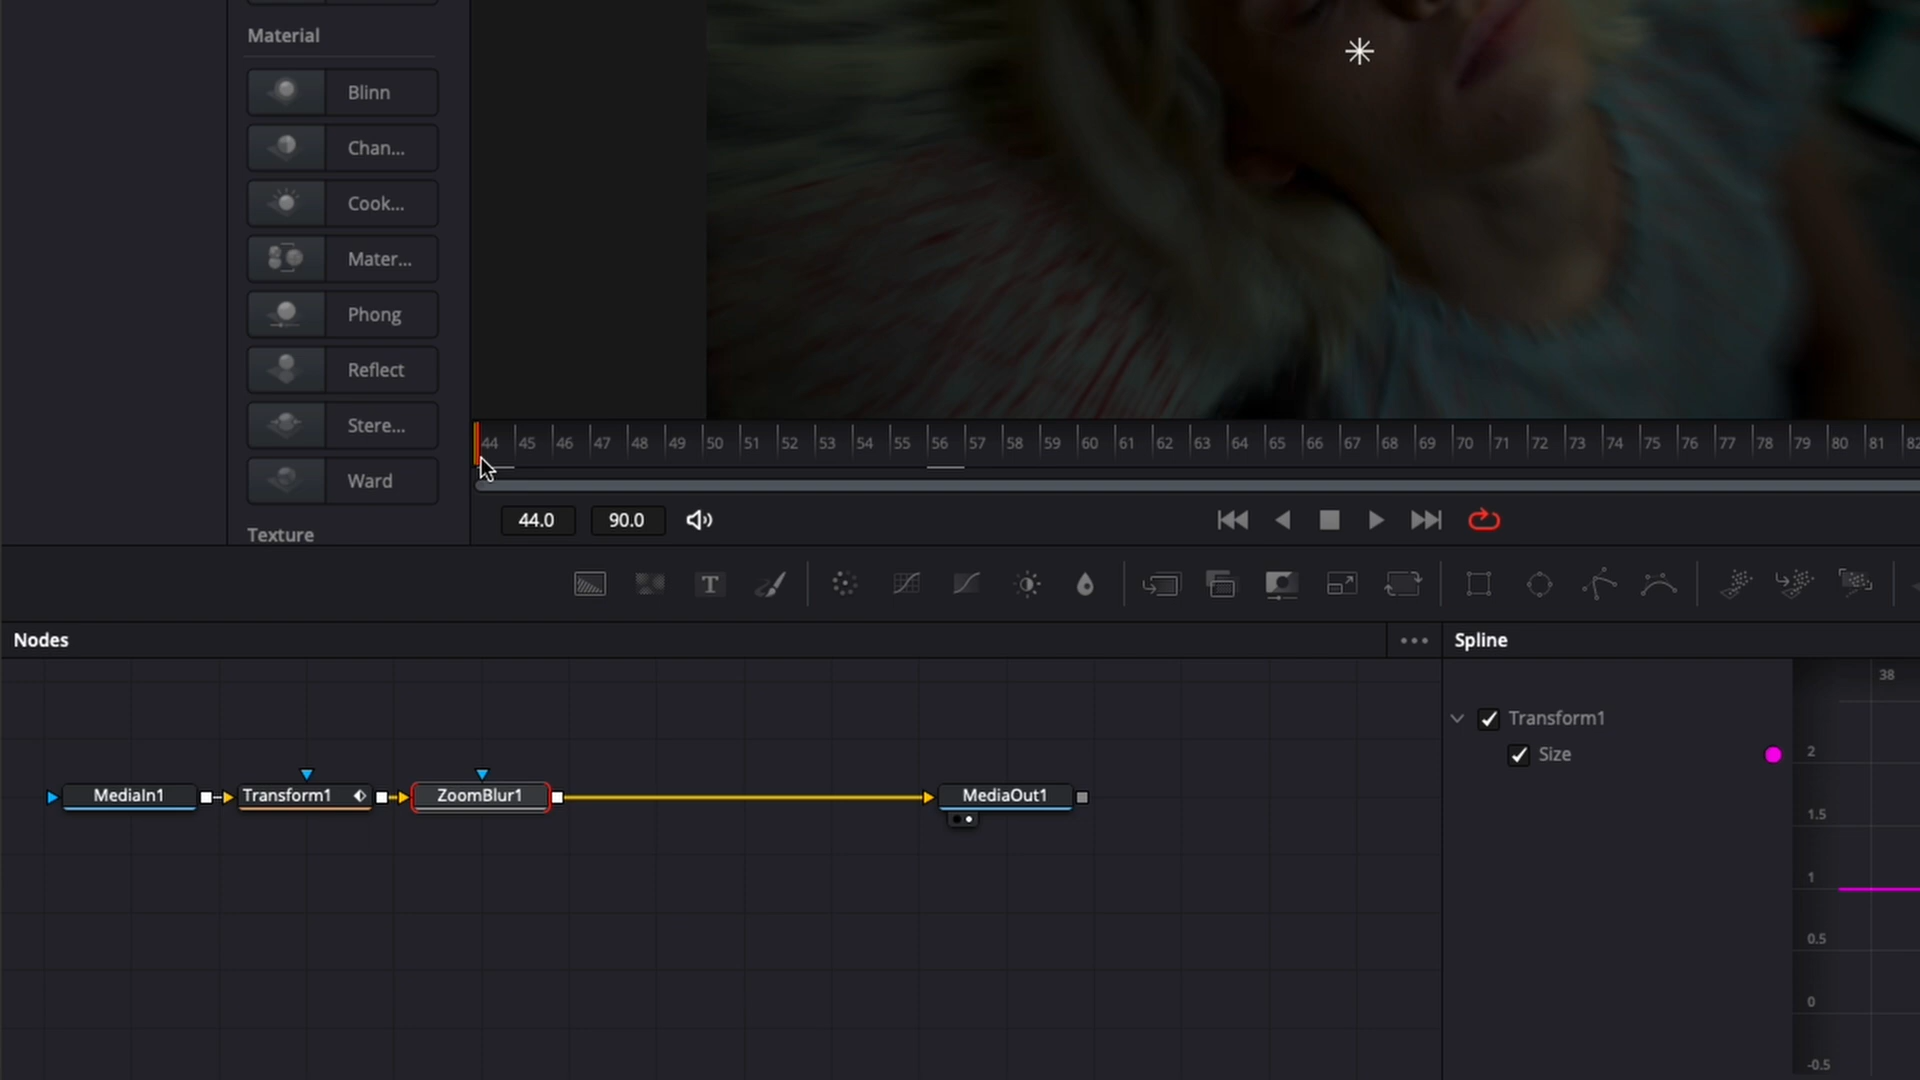 Material
Blinn
Chan...
Cook...
Mater...
Phong
Reflect
Stere...
Ward
Texture
44 45 46 47 48 49 50 51 52 53 54 55 56 57 58 59 60 61 62 63 64 65 66 67 68 69 70 71 72 73 74 75 76 77 78 79 80 81 82
44.0 90.0
T
Nodes
Spline
38
Transform1
Size
2
1.5
1
0.5
0
-0.5
MediaIn1
Transform1
ZoomBlur1
MediaOut1